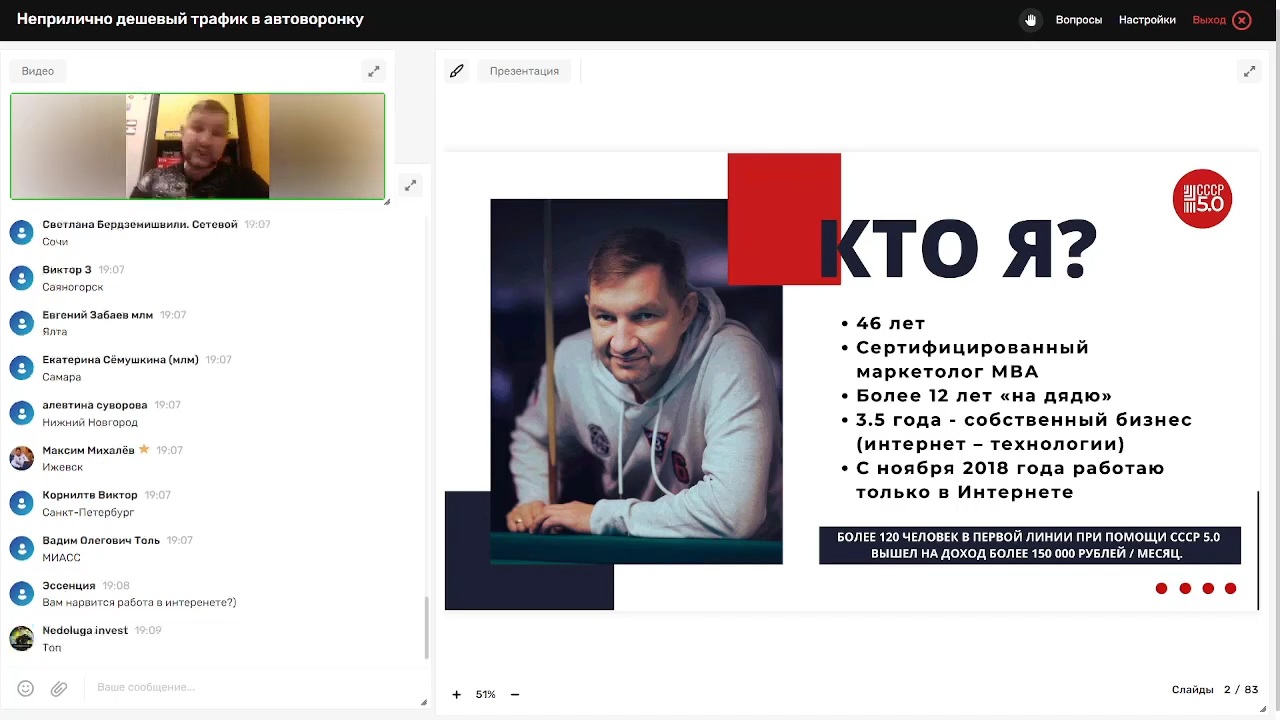 Неприлично дешевый трафик в автоворонку
Вопросы
Настройки
Выход
Видео
Светлана Бердземишвили. Сетевой 19:07
Сочи
Виктор З 19:07
Саяногорск
Евгений Забаев млм 19:07
Ялта
Екатерина Сёмушкина (млм) 19:07
Самара
алевтина суворова 19:07
Нижний Новгород
Максим Михалёв 19:07
Ижевск
Корнилтв Виктор 19:07
Санкт-Петербург
Вадим Олегович Толь 19:07
МИАСС
Эссенция 19:08
Вам нарвится работа в интеренете?)
Nedoluga invest 19:09
Топ
Ваше сообщение...
Презентация
СССР
5.0
КТО Я?
• 46 лет
• Сертифицированный
маркетолог МВА
• Более 12 лет «на дядю»
• 3.5 года - собственный бизнес
(интернет – технологии)
• С ноября 2018 года работаю
только в Интернете
БОЛЕЕ 120 ЧЕЛОВЕК В ПЕРВОЙ ЛИНИИ ПРИ ПОМОЩИ СССР 5.0
ВЫШЕЛ НА ДОХОД БОЛЕЕ 150 000 РУБЛЕЙ / МЕСЯЦ.
+ 51% −
Слайды 2 / 83